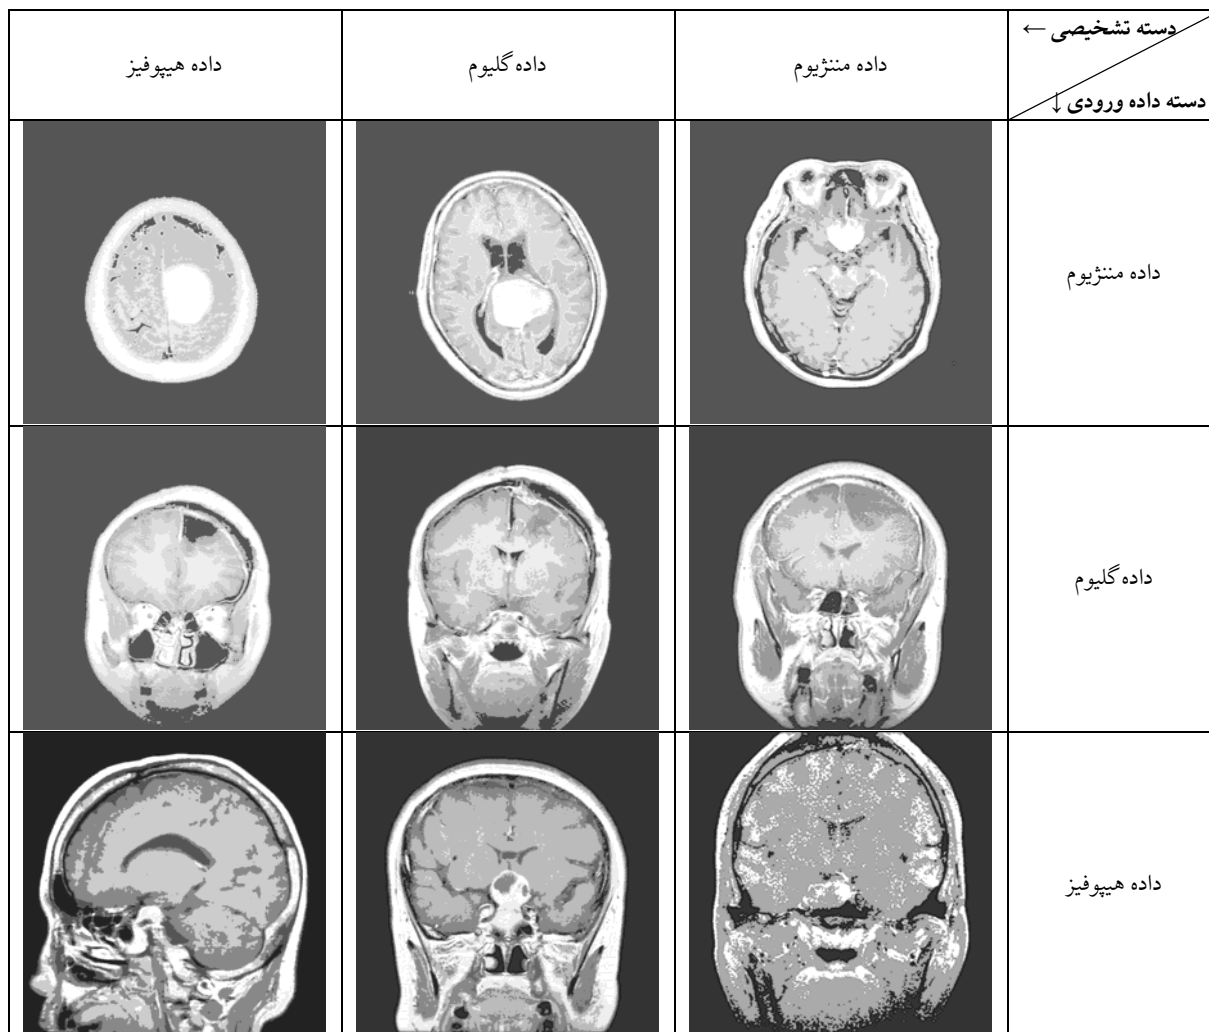 دسته تشخیصی ←
دسته داده ورودی ↓
داده مننژیوم
داده گلیوم
داده هیپوفیز
داده مننژیوم
داده گلیوم
داده هیپوفیز